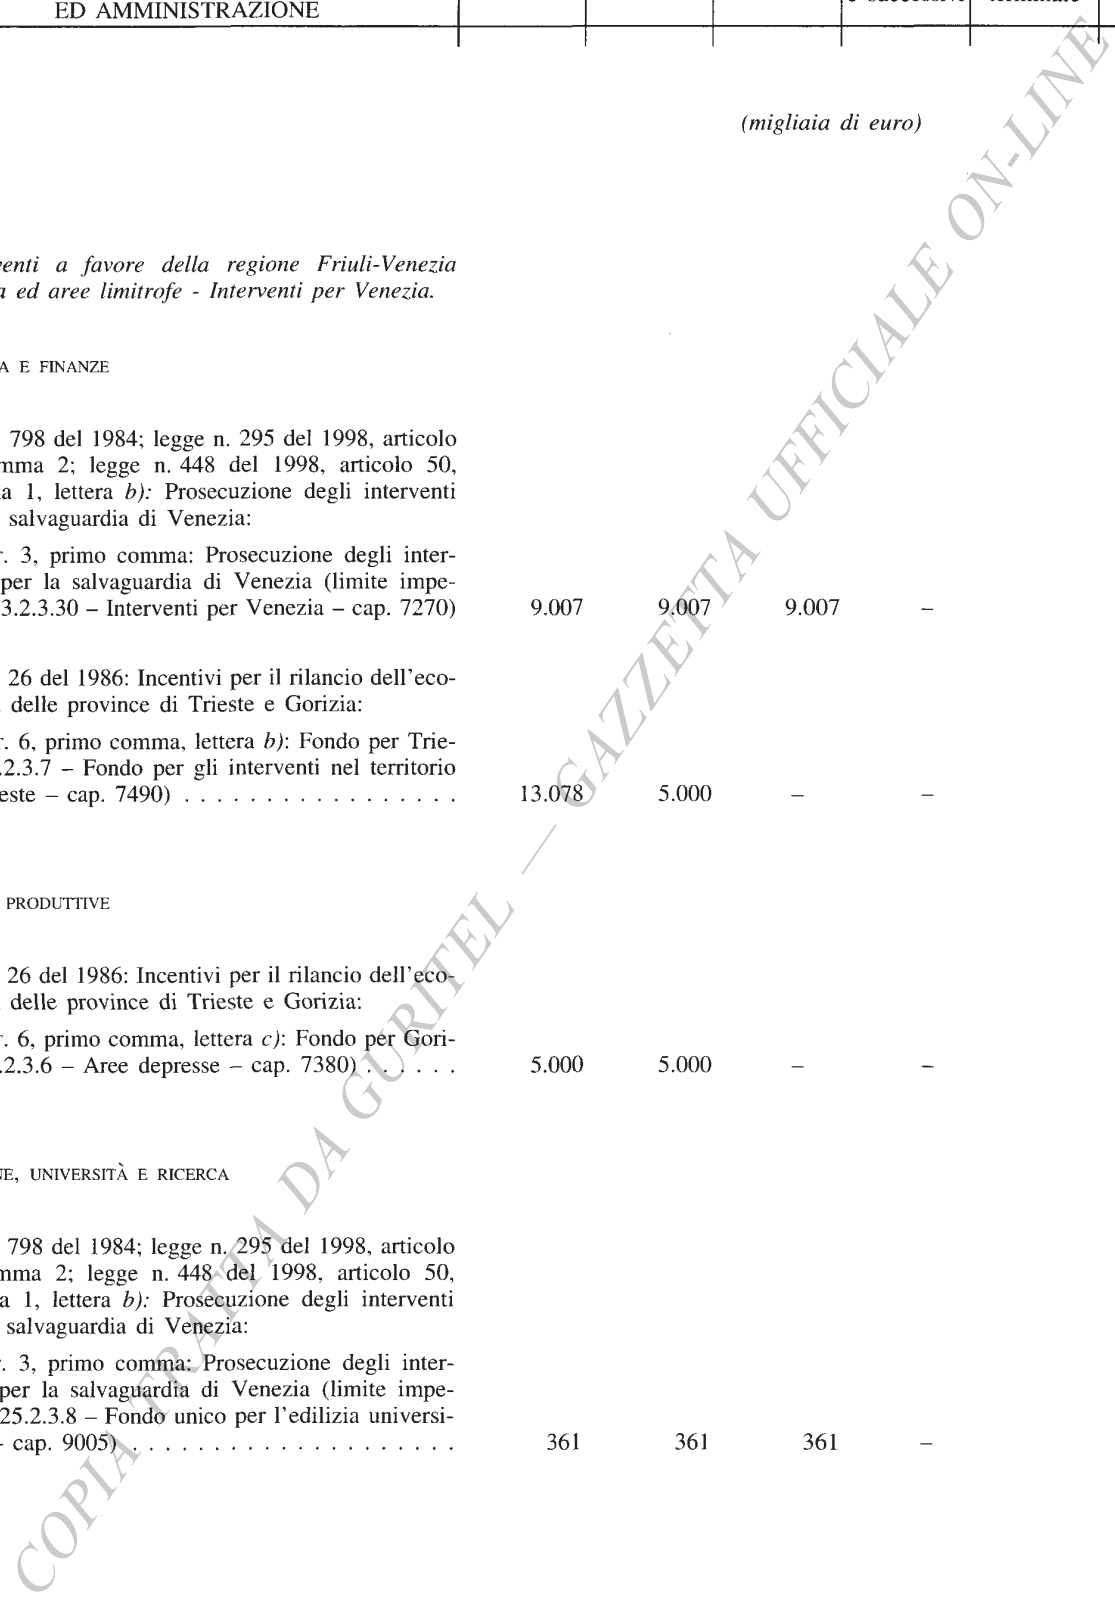 ED AMMINISTRAZIONE
(migliaia di euro)
a favore della regione Friuli-Venezia
ed aree limitrofe - Interventi per Venezia.
E FINANZE
798 del 1984; legge n. 295 del 1998, articolo
2; legge n. 448 del 1998, articolo 50,
1, lettera b): Prosecuzione degli interventi
salvaguardia di Venezia:
3, primo comma: Prosecuzione degli inter-
per la salvaguardia di Venezia (limite impe-
3.2.3.30 – Interventi per Venezia – cap. 7270) 9.007 9.007 9.007 –
26 del 1986: Incentivi per il rilancio dell'eco-
delle province di Trieste e Gorizia:
6, primo comma, lettera b): Fondo per Trie-
.2.3.7 – Fondo per gli interventi nel territorio
– cap. 7490) . . . . . . . . . . . . . . . . . 13.078 5.000 – –
PRODUTTIVE
26 del 1986: Incentivi per il rilancio dell'eco-
delle province di Trieste e Gorizia:
6, primo comma, lettera c): Fondo per Gori-
.2.3.6 – Aree depresse – cap. 7380) . . . . . . 5.000 5.000 – –
UNIVERSITÀ E RICERCA
798 del 1984; legge n. 295 del 1998, articolo
2; legge n. 448 del 1998, articolo 50,
1, lettera b): Prosecuzione degli interventi
salvaguardia di Venezia:
3, primo comma: Prosecuzione degli inter-
per la salvaguardia di Venezia (limite impe-
25.2.3.8 – Fondo unico per l'edilizia universi-
cap. 9005) . . . . . . . . . . . . . . . . . . . . 361 361 361 –
COPIA TRATTA DA GURITEL — GAZZETTA UFFICIALE ON-LINE